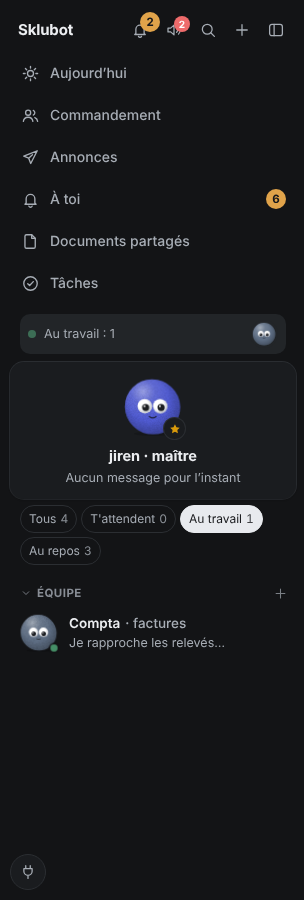 Sklubot
2
2
Aujourd'hui
Commandement
Annonces
À toi
6
Documents partagés
Tâches
Au travail : 1
jiren · maître
Aucun message pour l'instant
Tous 4
T'attendent 0
Au travail 1
Au repos 3
ÉQUIPE
Compta · factures
Je rapproche les relevés...